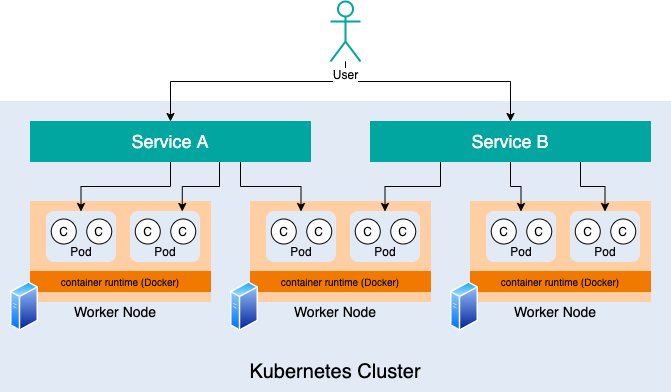 User
Service A
Service B
C C C C C C C C C C C C
Pod Pod Pod Pod Pod Pod
container runtime (Docker) container runtime (Docker) container runtime (Docker)
Worker Node Worker Node Worker Node
Kubernetes Cluster